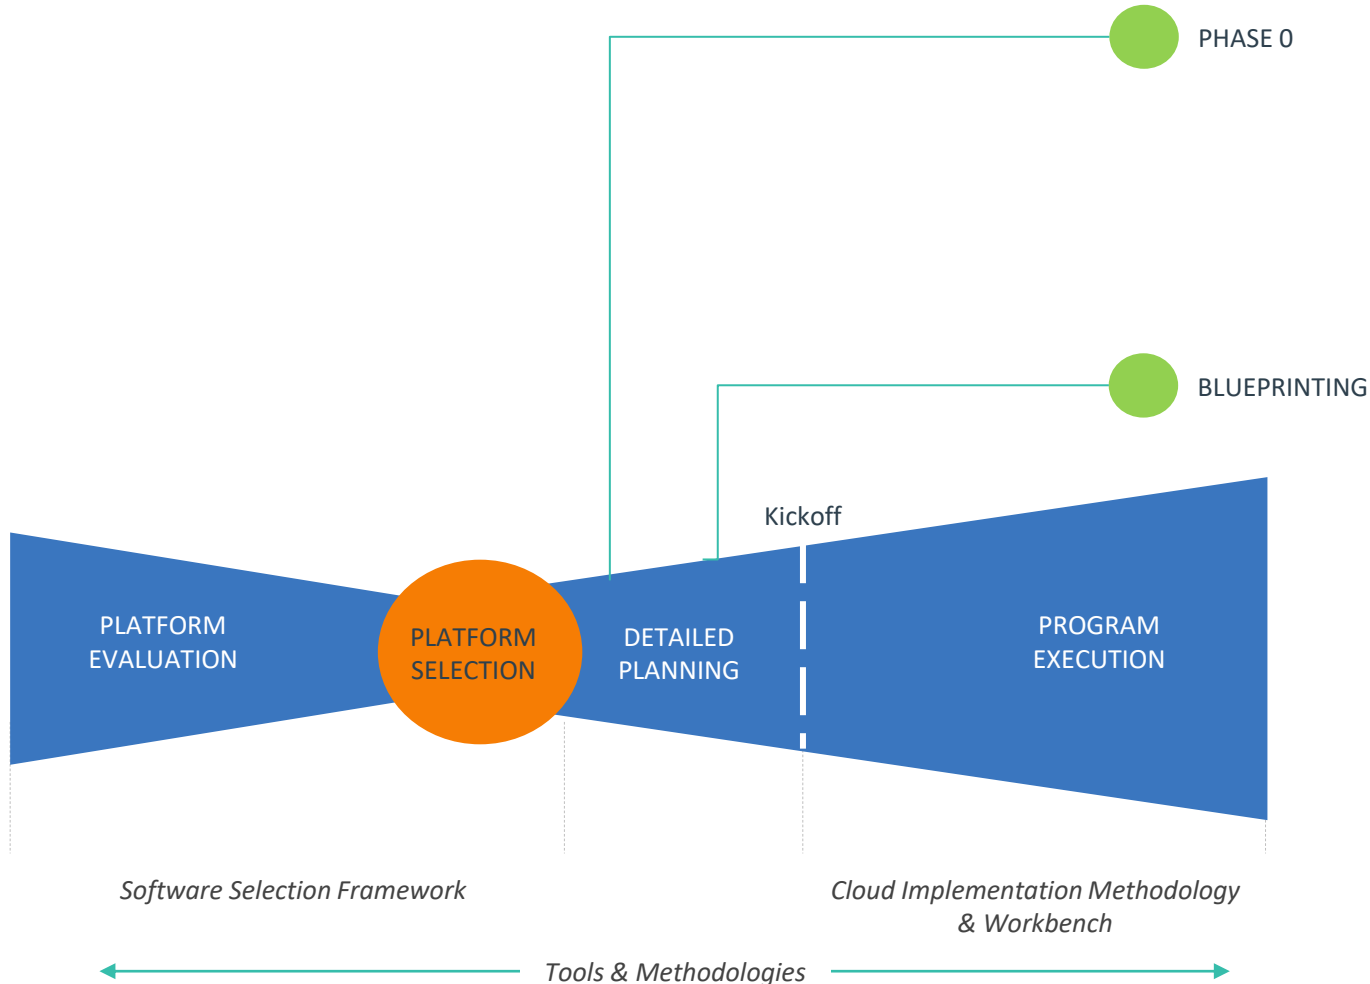 PHASE 0
BLUEPRINTING
Kickoff
PLATFORM
EVALUATION
PLATFORM
SELECTION
DETAILED
PLANNING
PROGRAM
EXECUTION
Software Selection Framework
Cloud Implementation Methodology
& Workbench
Tools & Methodologies